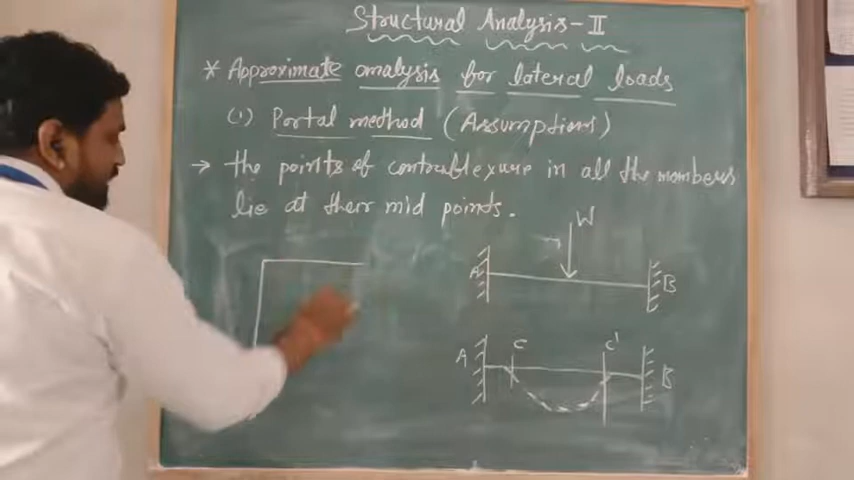 Structural Analysis-II
* Approximate analysis for lateral loads
(1) Portal method (Assumptions)
→ the points of contraflexure in all the members
lie at their mid points.
W
A B
C C'
A B